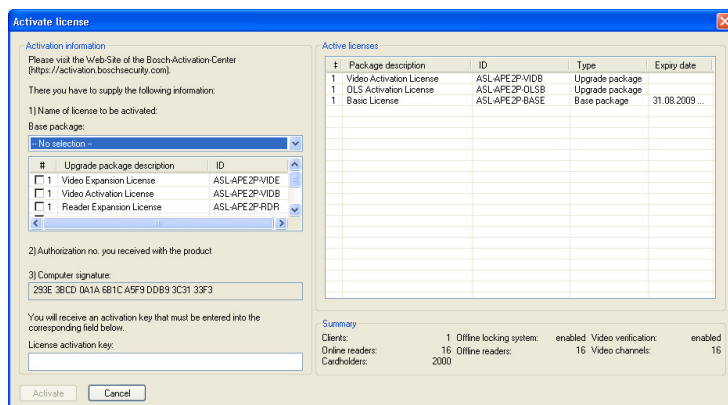 Activate license
Activation information
Please visit the Web-Site of the Bosch-Activation-Center
(https://activation.boschsecurity.com).
There you have to supply the following information:
1) Name of license to be activated:
Base package:
-- No selection --
# Upgrade package description ID
1 Video Expansion License ASL-APE2P-VIDE
1 Video Activation License ASL-APE2P-VIDB
1 Reader Expansion License ASL-APE2P-RDR
2) Authorization no. you received with the product
3) Computer signature:
293E 3BCD 0A1A 6B1C A5F9 DDB9 3C31 33F3
You will receive an activation key that must be entered into the
corresponding field below.
License activation key:
Activate Cancel
Active licenses
# Package description ID Type Expiry date
1 Video Activation License ASL-APE2P-VIDB Upgrade package
1 OLS Activation License ASL-APE2P-OLSB Upgrade package
1 Basic License ASL-APE2P-BASE Base package 31.08.2009 ...
Summary
Clients: 1 Offline locking system: enabled Video verification: enabled
Online readers: 16 Offline readers: 16 Video channels: 16
Cardholders: 2000